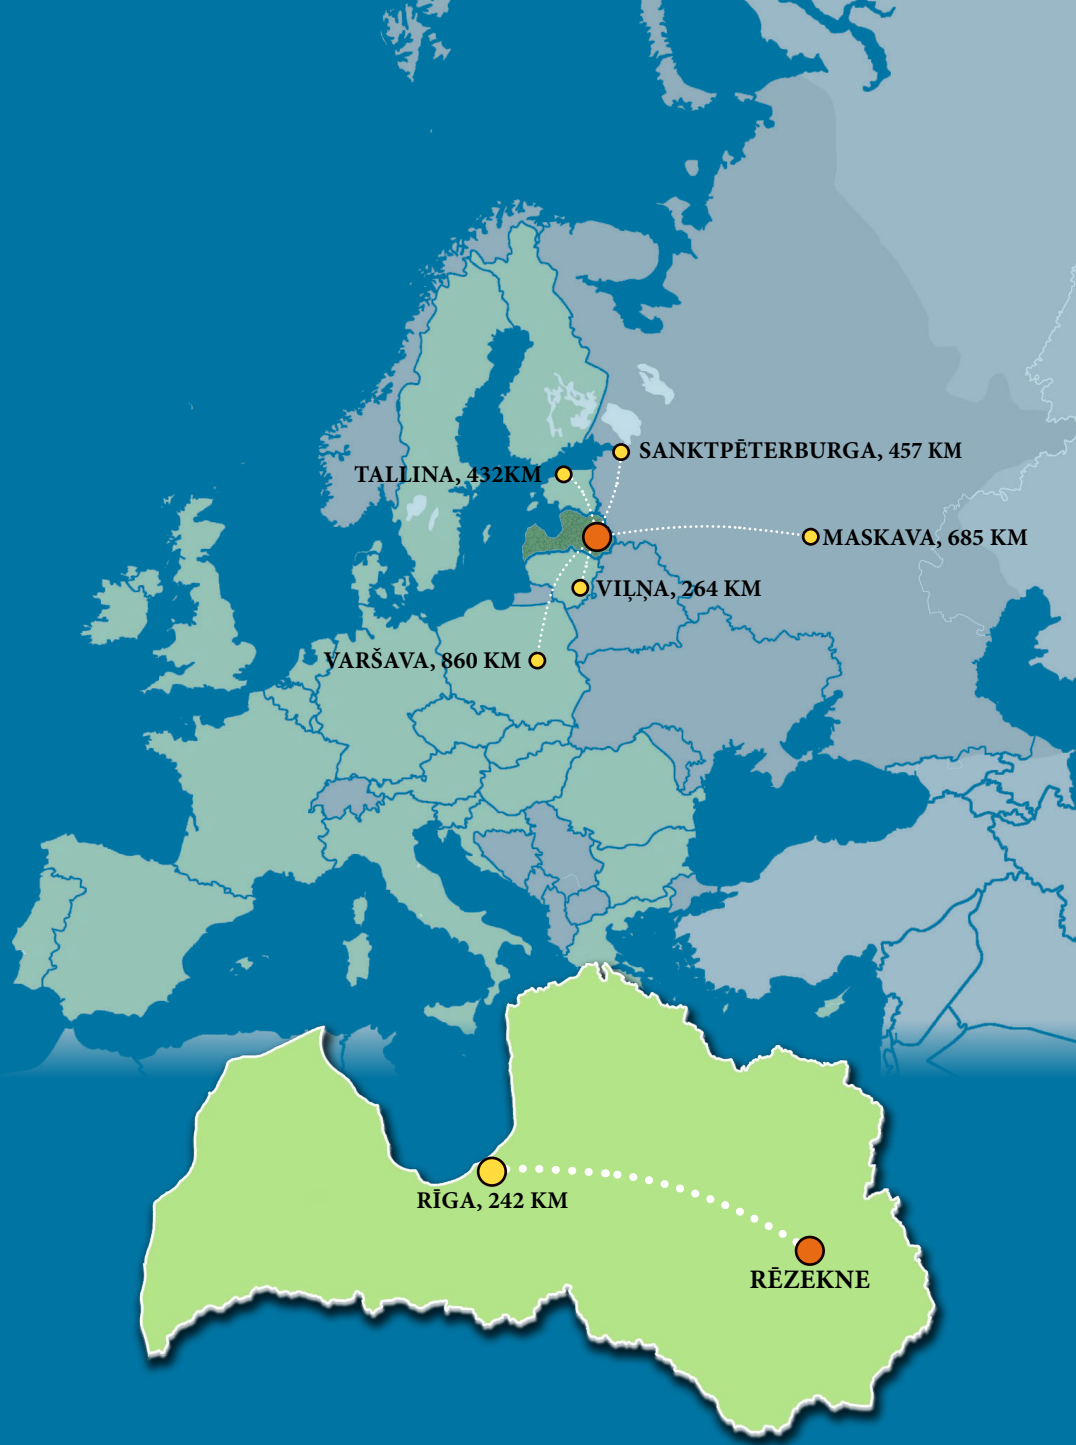 SANKTPĒTERBURGA, 457 KM
TALLINA, 432KM
MASKAVA, 685 KM
VIĻŅA, 264 KM
VARŠAVA, 860 KM
RĪGA, 242 KM
RĒZEKNE